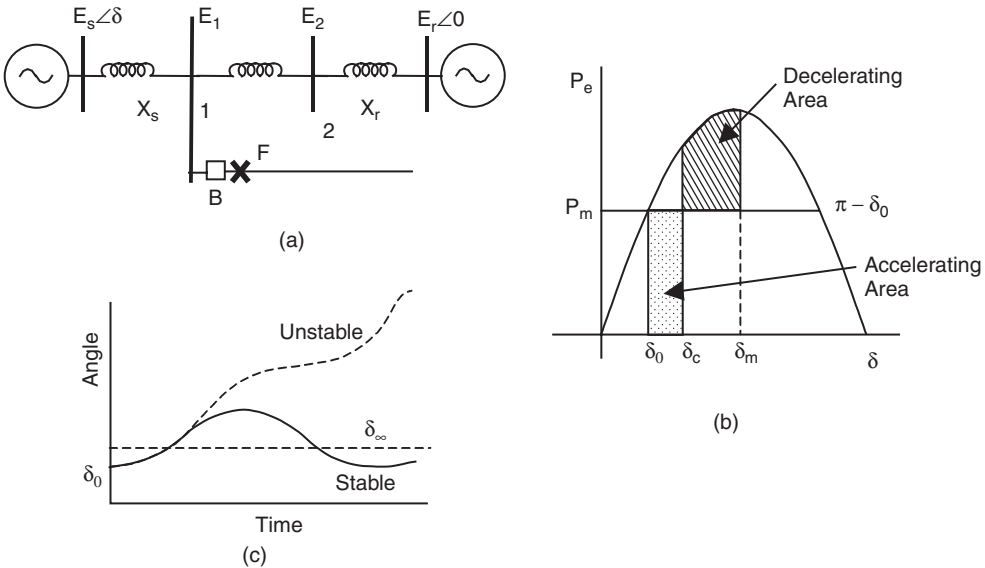 E_s∠δ
E_1
E_2
E_r∠0
X_s
1
X_r
2
F
B
(a)
P_e
Decelerating
Area
P_m
π – δ_0
Accelerating
Area
δ_0
δ_c
δ_m
δ
(b)
Angle
Unstable
δ_∞
δ_0
Stable
Time
(c)